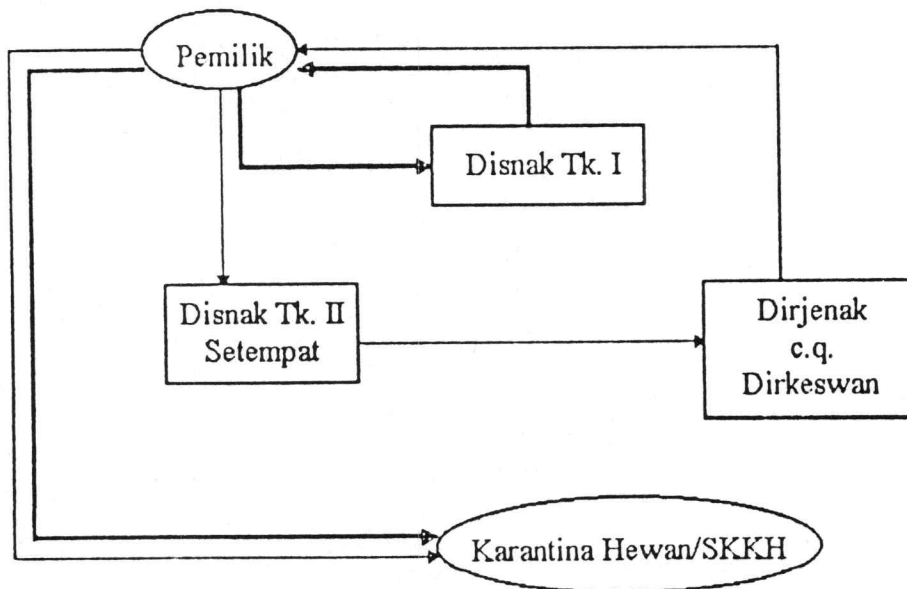 Pemilik
Disnak Tk. I
Disnak Tk. II
Setempat
Dirjenak
c.q.
Dirkeswan
Karantina Hewan/SKKH